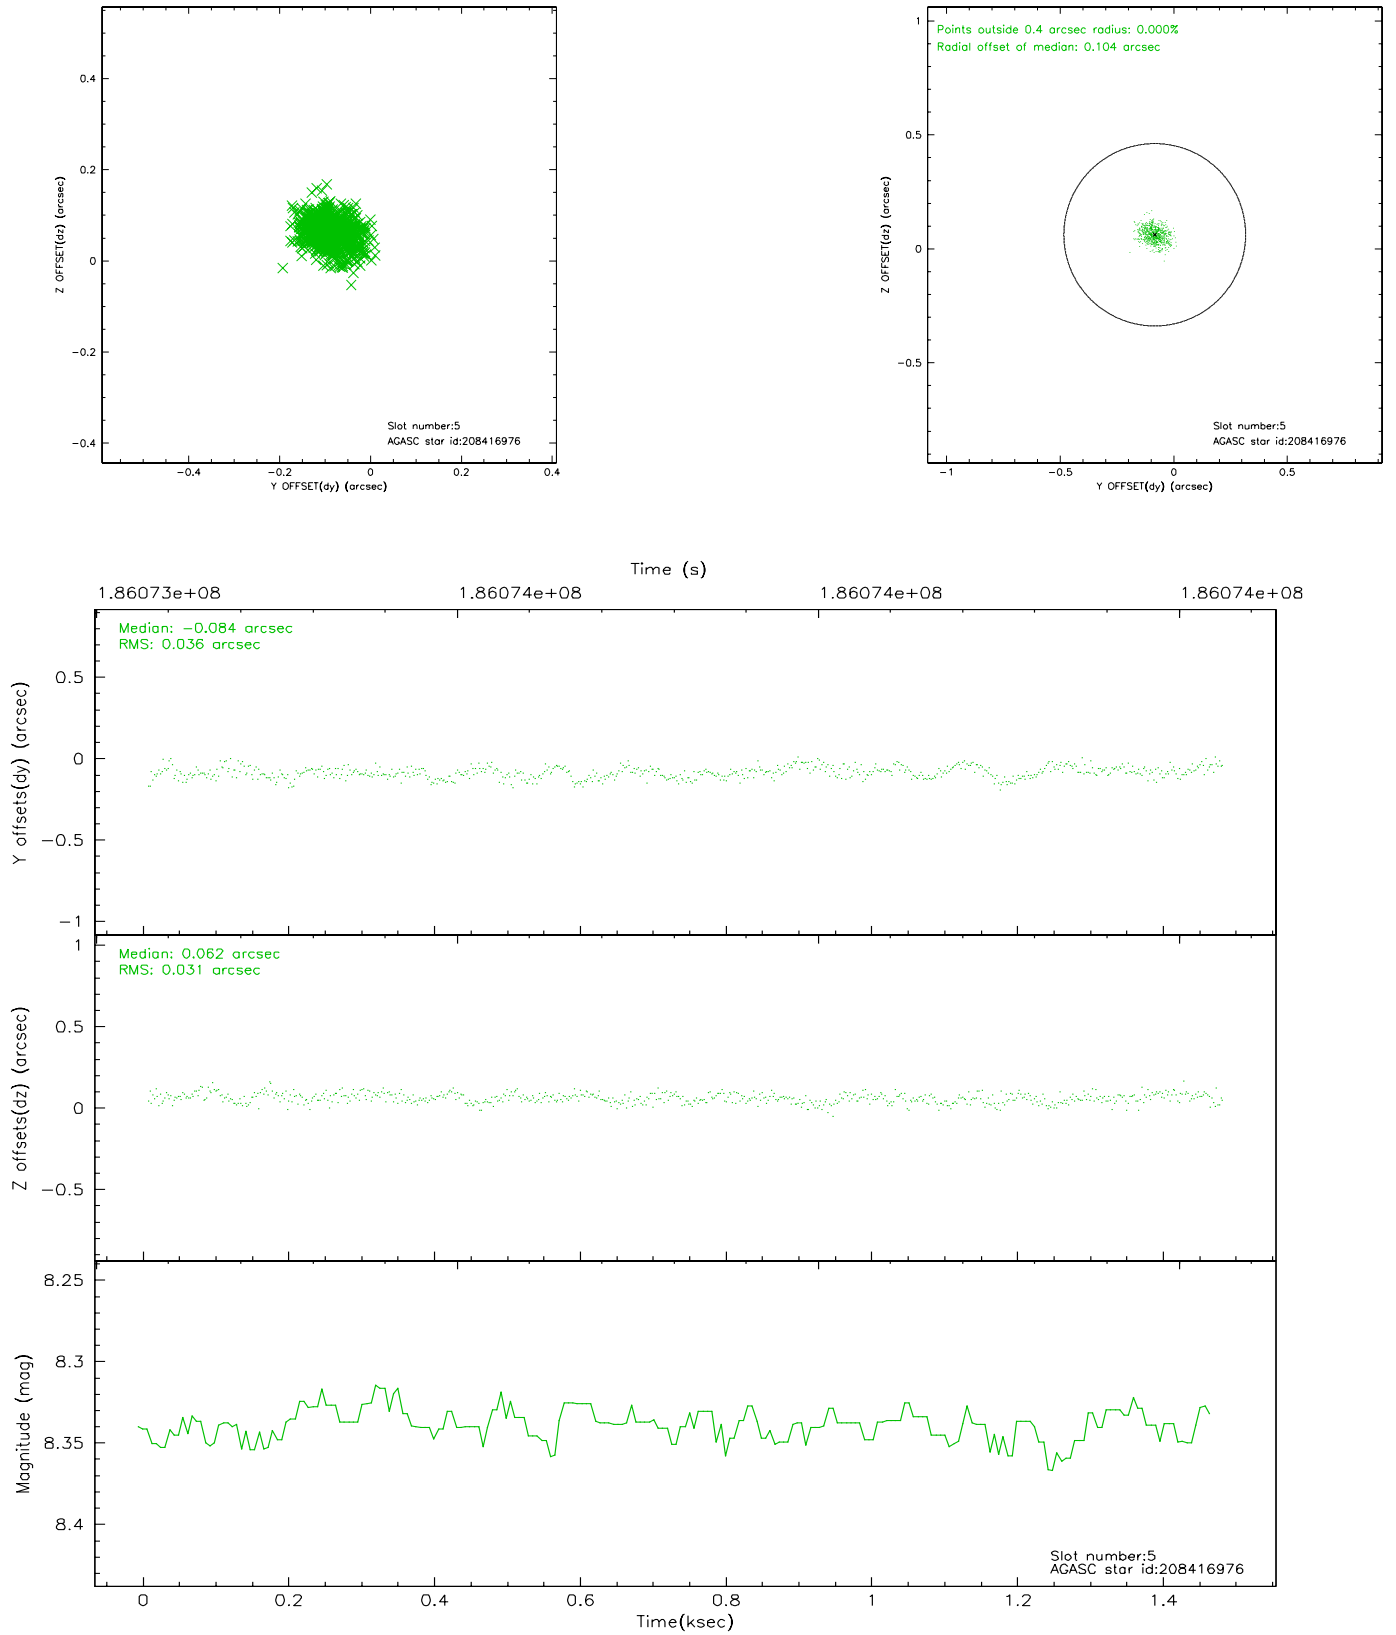 0.4
0.2
0
−0.2
−0.4
Z OFFSET(dz) (arcsec)
Slot number:5
AGASC star id:208416976
−0.4
−0.2
0
0.2
0.4
Y OFFSET(dy) (arcsec)
Points outside 0.4 arcsec radius: 0.000%
Radial offset of median: 0.104 arcsec
1
0.5
0
−0.5
Z OFFSET(dz) (arcsec)
Slot number:5
AGASC star id:208416976
−1
−0.5
0
0.5
Y OFFSET(dy) (arcsec)
Time (s)
1.86073e+08
1.86074e+08
1.86074e+08
1.86074e+08
Median: −0.084 arcsec
RMS: 0.036 arcsec
0.5
0
−0.5
−1
Y offsets(dy) (arcsec)
Median: 0.062 arcsec
RMS: 0.031 arcsec
1
0.5
0
−0.5
Z offsets(dz) (arcsec)
8.25
8.3
8.35
8.4
Magnitude (mag)
Slot number:5
AGASC star id:208416976
0
0.2
0.4
0.6
0.8
1
1.2
1.4
Time(ksec)